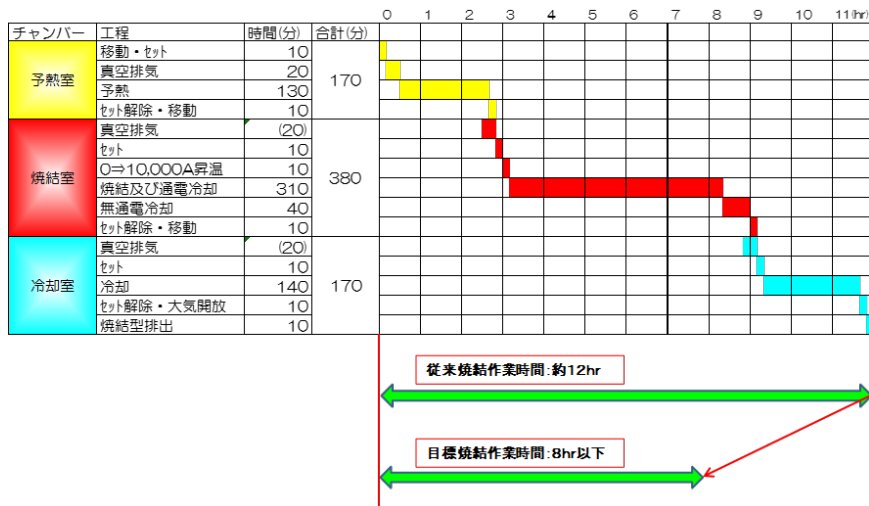 0 1 2 3 4 5 6 7 8 9 10 11(hr)
チャンバー 工程 時間(分) 合計(分)
予熱室 移動・ｾｯﾄ 10 170
真空排気 20
予熱 130
ｾｯﾄ解除・移動 10
焼結室 真空排気 (20) 380
ｾｯﾄ 10
0⇒10,000A昇温 10
焼結及び通電冷却 310
無通電冷却 40
ｾｯﾄ解除・移動 10
冷却室 真空排気 (20) 170
ｾｯﾄ 10
冷却 140
ｾｯﾄ解除・大気開放 10
焼結型排出 10
従来焼結作業時間:約12hr
目標焼結作業時間:8hr以下